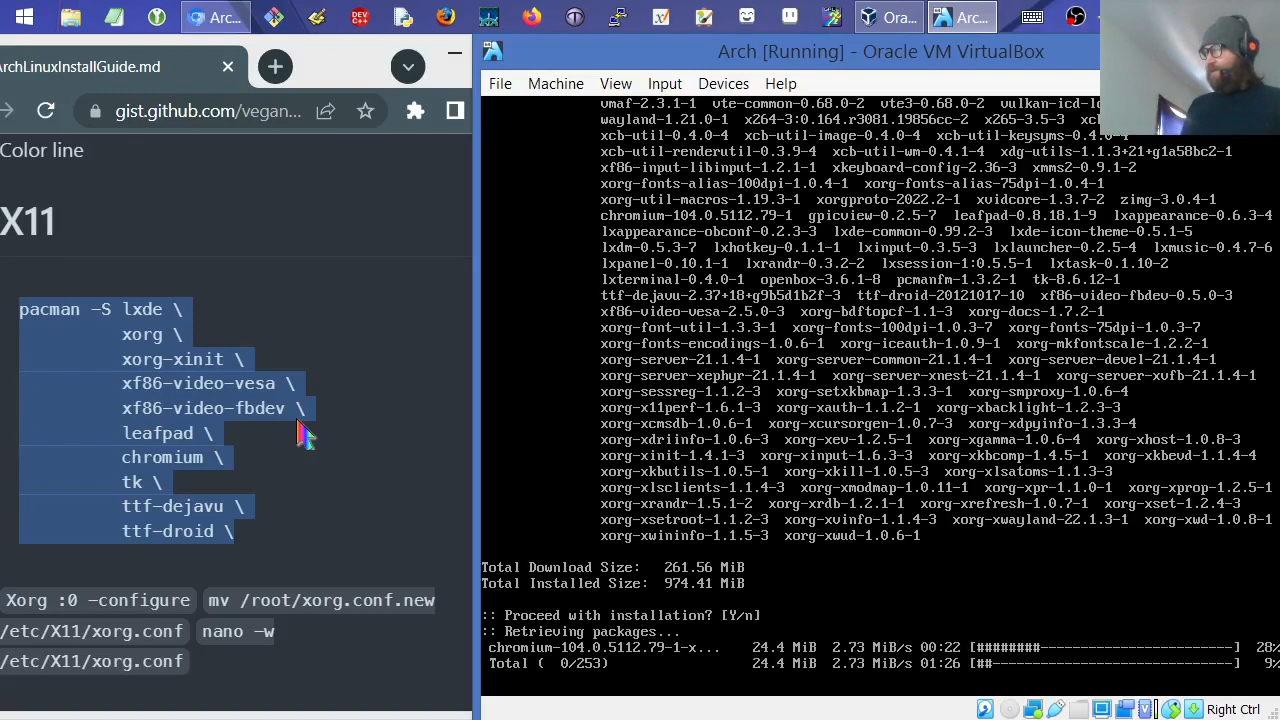 Arc...
Ora...
Arc...
ArchLinuxInstallGuide.md
gist.github.com/vegan...
Color line
X11
pacman -S lxde \
xorg \
xorg-xinit \
xf86-video-vesa \
xf86-video-fbdev \
leafpad \
chromium \
tk \
ttf-dejavu \
ttf-droid \
Xorg :0 -configure mv /root/xorg.conf.new
/etc/X11/xorg.conf nano -w
/etc/X11/xorg.conf
Arch [Running] - Oracle VM VirtualBox
File Machine View Input Devices Help
vmaf-2.3.1-1 vte-common-0.68.0-2 vte3-0.68.0-2
wayland-1.21.0-1 x264-3:0.164.r3081.19856cc-2 x265-3.5-3
xcb-util-0.4.0-4 xcb-util-image-0.4.0-4 xcb-util-keysyms-0.4.0-4
xcb-util-renderutil-0.3.9-4 xcb-util-wm-0.4.1-4 xdg-utils-1.1.3+21+g1a58bc2-1
xf86-input-libinput-1.2.1-1 xkeyboard-config-2.36-3 xmms2-0.9.1-2
xorg-fonts-alias-100dpi-1.0.4-1 xorg-fonts-alias-75dpi-1.0.4-1
xorg-util-macros-1.19.3-1 xorgproto-2022.2-1 xvidcore-1.3.7-2 zimg-3.0.4-1
chromium-104.0.5112.79-1 gpicview-0.2.5-7 leafpad-0.8.18.1-9 lxappearance-0.6.3-4
lxappearance-obconf-0.2.3-3 lxde-common-0.99.2-3 lxde-icon-theme-0.5.1-5
lxdm-0.5.3-7 lxhotkey-0.1.1-1 lxinput-0.3.5-3 lxlauncher-0.2.5-4 lxmusic-0.4.7-6
lxpanel-0.10.1-1 lxrandr-0.3.2-2 lxsession-1:0.5.5-1 lxtask-0.1.10-2
lxterminal-0.4.0-1 openbox-3.6.1-8 pcmanfm-1.3.2-1 tk-8.6.12-1
ttf-dejavu-2.37+18+g9b5d1b2f-3 ttf-droid-20121017-10 xf86-video-fbdev-0.5.0-3
xf86-video-vesa-2.5.0-3 xorg-bdftopcf-1.1-3 xorg-docs-1.7.2-1
xorg-font-util-1.3.3-1 xorg-fonts-100dpi-1.0.3-7 xorg-fonts-75dpi-1.0.3-7
xorg-fonts-encodings-1.0.6-1 xorg-iceauth-1.0.9-1 xorg-mkfontscale-1.2.2-1
xorg-server-21.1.4-1 xorg-server-common-21.1.4-1 xorg-server-devel-21.1.4-1
xorg-server-xephyr-21.1.4-1 xorg-server-xnest-21.1.4-1 xorg-server-xvfb-21.1.4-1
xorg-sessreg-1.1.2-3 xorg-setxkbmap-1.3.3-1 xorg-smproxy-1.0.6-4
xorg-x11perf-1.6.1-3 xorg-xauth-1.1.2-1 xorg-xbacklight-1.2.3-3
xorg-xcmsdb-1.0.6-1 xorg-xcursorgen-1.0.7-3 xorg-xdpyinfo-1.3.3-4
xorg-xdriinfo-1.0.6-3 xorg-xev-1.2.5-1 xorg-xgamma-1.0.6-4 xorg-xhost-1.0.8-3
xorg-xinit-1.4.1-3 xorg-xinput-1.6.3-3 xorg-xkbcomp-1.4.5-1 xorg-xkbevd-1.1.4-4
xorg-xkbutils-1.0.5-1 xorg-xkill-1.0.5-3 xorg-xlsatoms-1.1.3-3
xorg-xlsclients-1.1.4-3 xorg-xmodmap-1.0.11-1 xorg-xpr-1.1.0-1 xorg-xprop-1.2.5-1
xorg-xrandr-1.5.1-2 xorg-xrdb-1.2.1-1 xorg-xrefresh-1.0.7-1 xorg-xset-1.2.4-3
xorg-xsetroot-1.1.2-3 xorg-xvinfo-1.1.4-3 xorg-xwayland-22.1.3-1 xorg-xwd-1.0.8-1
xorg-xwininfo-1.1.5-3 xorg-xwud-1.0.6-1
Total Download Size: 261.56 MiB
Total Installed Size: 974.41 MiB
:: Proceed with installation? [Y/n]
:: Retrieving packages...
chromium-104.0.5112.79-1-x... 24.4 MiB 2.73 MiB/s 00:22 [########-------------------------] 28%
Total ( 0/253) 24.4 MiB 2.73 MiB/s 01:26 [##-------------------------------] 9%
Right Ctrl